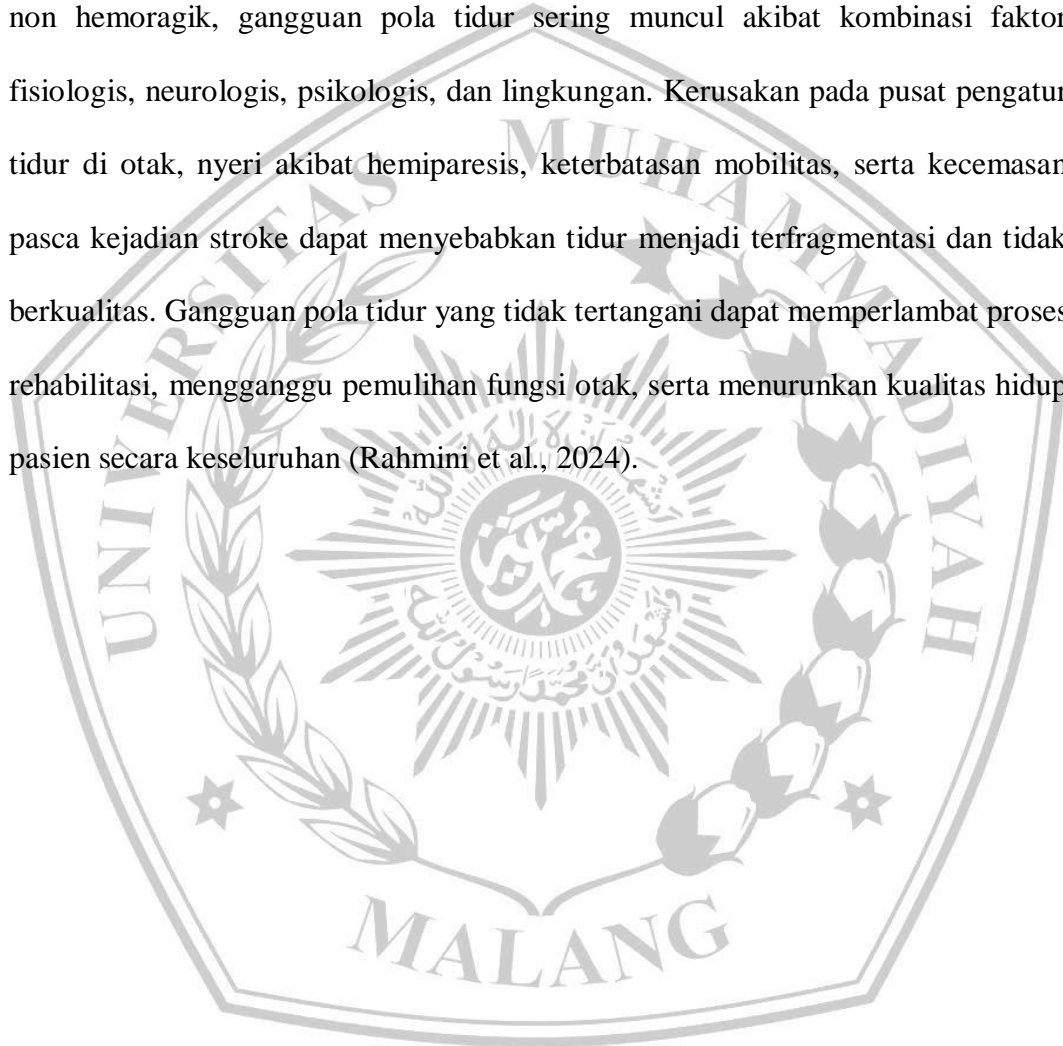 non hemoragik, gangguan pola tidur sering muncul akibat kombinasi faktor
fisiologis, neurologis, psikologis, dan lingkungan. Kerusakan pada pusat pengatur
tidur di otak, nyeri akibat hemiparesis, keterbatasan mobilitas, serta kecemasan
pasca kejadian stroke dapat menyebabkan tidur menjadi terfragmentasi dan tidak
berkualitas. Gangguan pola tidur yang tidak tertangani dapat memperlambat proses
rehabilitasi, mengganggu pemulihan fungsi otak, serta menurunkan kualitas hidup
pasien secara keseluruhan (Rahmini et al., 2024).
UNIVERSITAS MUHAMMADIYAH
MALANG